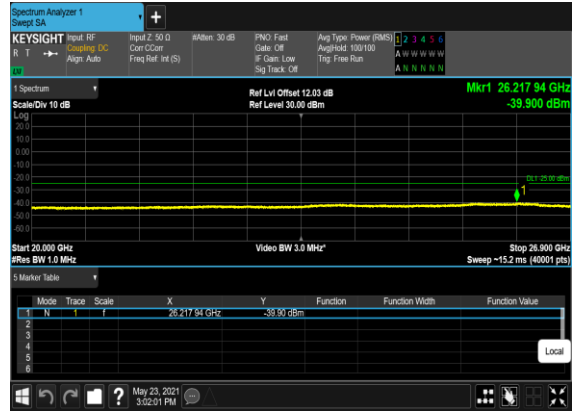 Spectrum Analyzer 1
Swept SA
+
KEYSIGHT Input: RF Input Z: 50 Ω #Atten: 30 dB PNO: Fast Avg Type: Power (RMS) 1 2 3 4 5 6
R T Coupling: DC Corr CCorr Gate: Off Avg|Hold: 100/100 A W W W W W
Align: Auto Freq Ref: Int (S) IF Gain: Low Trig: Free Run
Sig Track: Off A N N N N N
1 Spectrum Ref Lvl Offset 12.03 dB Mkr1 26.217 94 GHz
Scale/Div 10 dB Ref Level 30.00 dBm -39.900 dBm
Log
20.0
10.0
0.00
-10.0
-20.0
DL1 -25.00 dBm
-30.0
1
-40.0
-50.0
-60.0
Start 20.000 GHz Video BW 3.0 MHz* Stop 26.900 GHz
#Res BW 1.0 MHz Sweep ~15.2 ms (40001 pts)
5 Marker Table
Mode Trace Scale X Y Function Function Width Function Value
1 N 1 f 26.217 94 GHz -39.90 dBm
2
3
4
5
6
Local
? May 23, 2021
3:02:01 PM